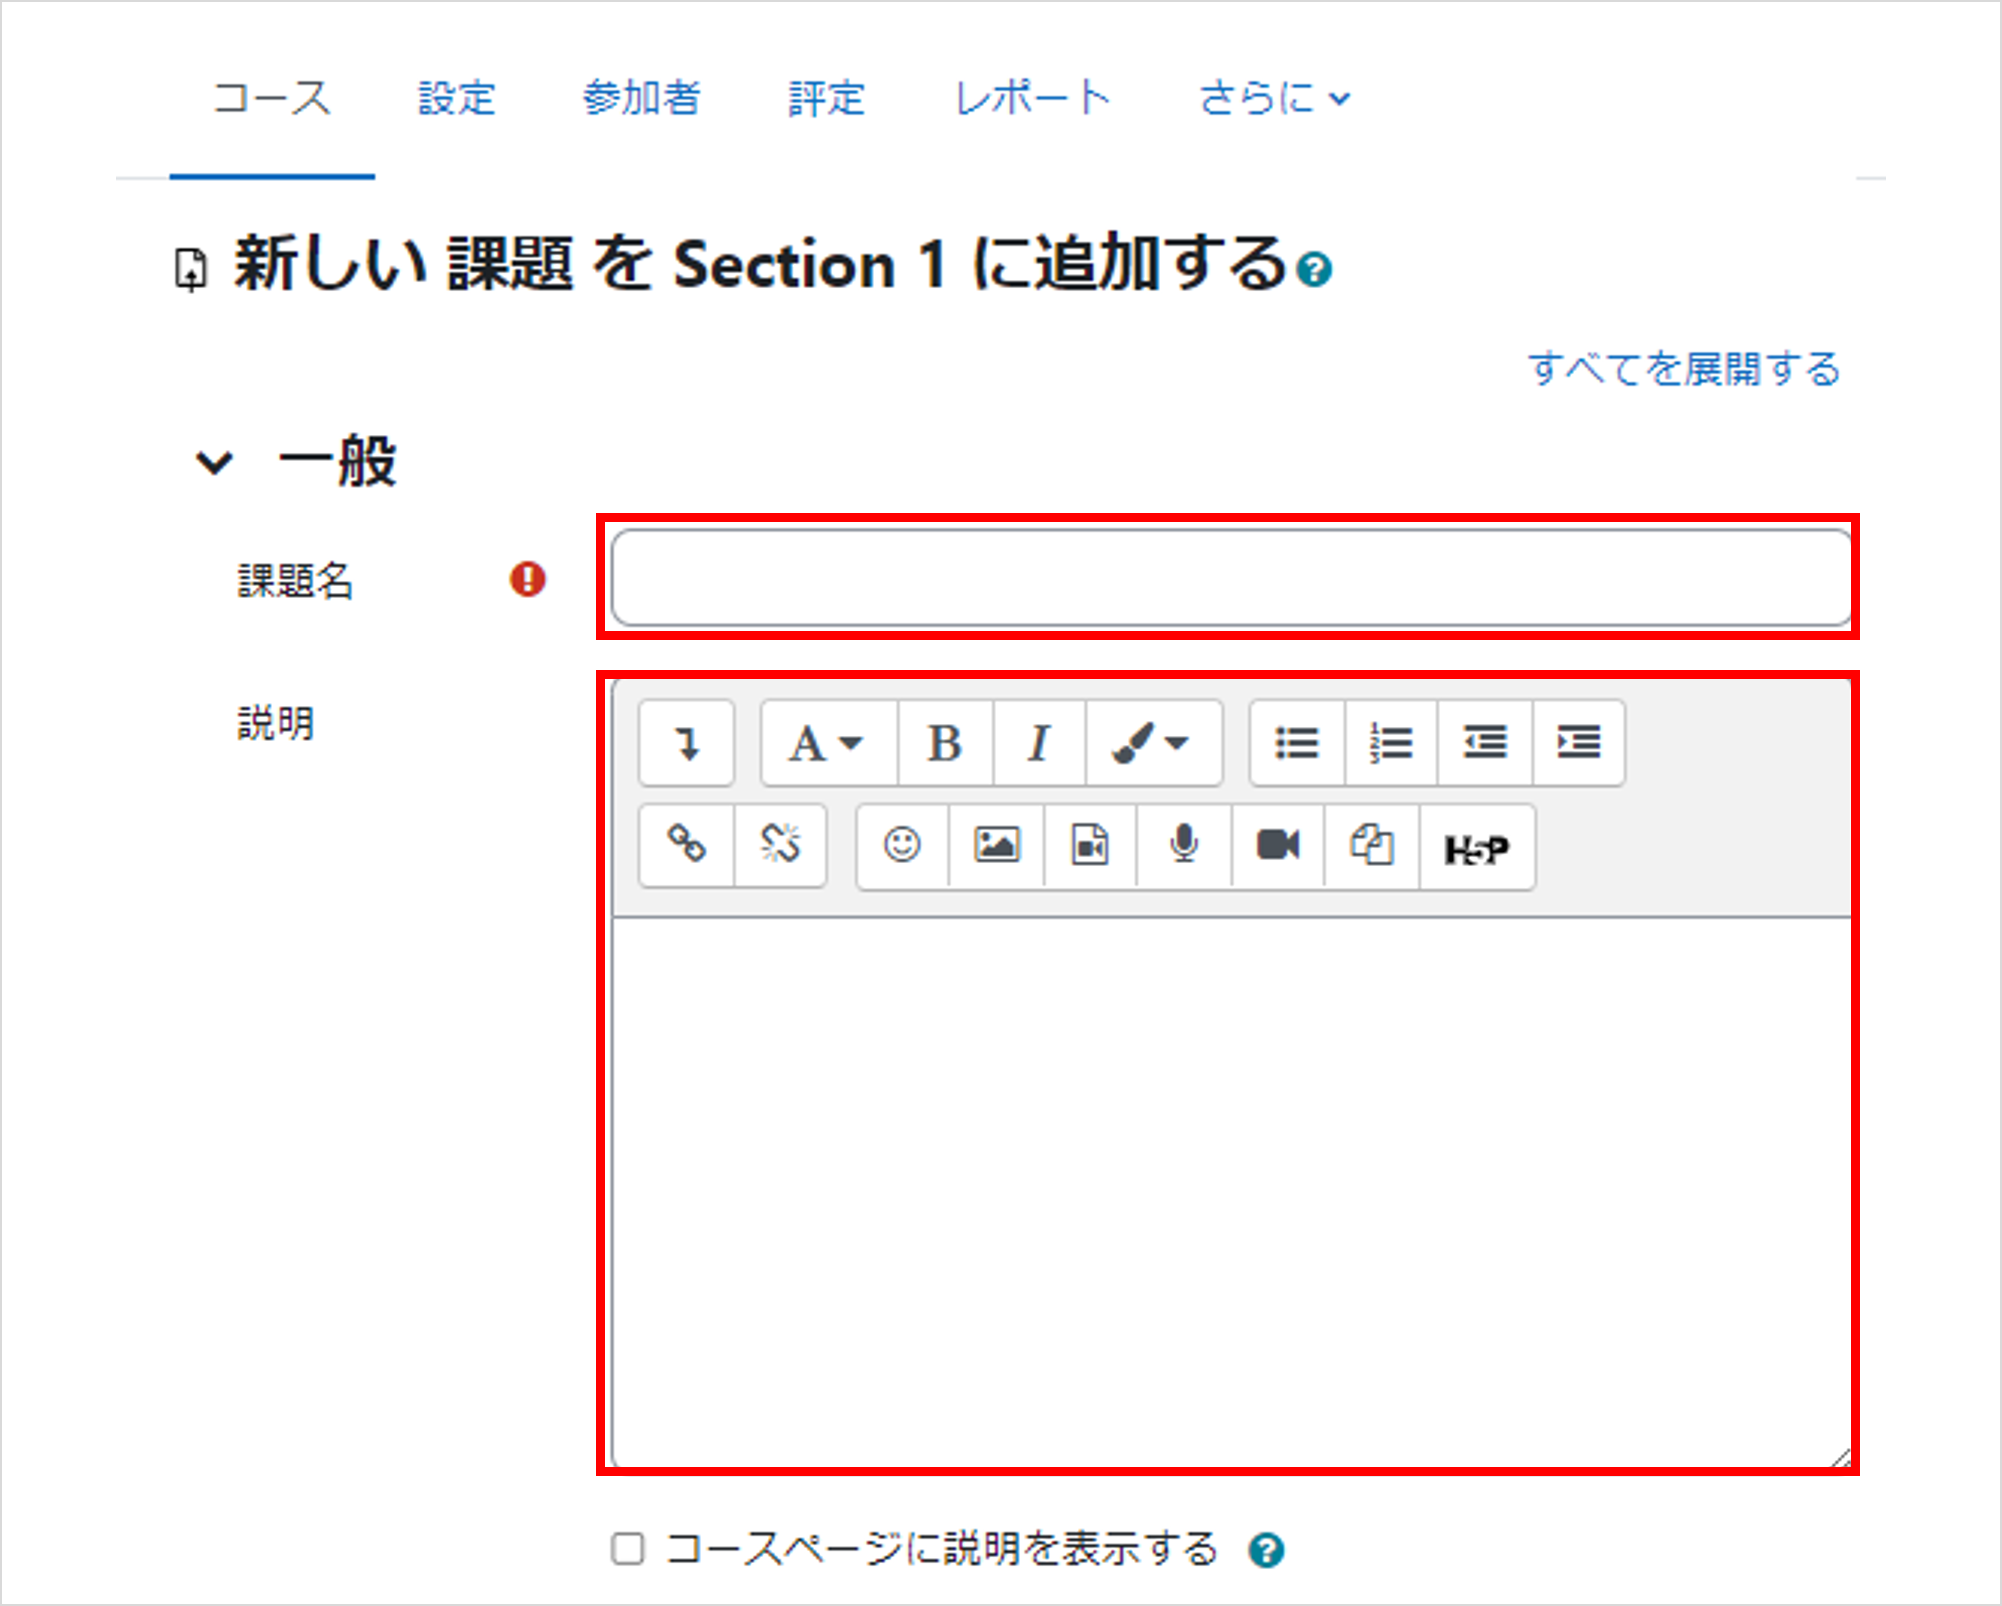 コース 設定 参加者 評定 レポート さらに
新しい 課題 を Section 1 に追加する
すべてを展開する
一般
課題名
説明
A B I
H5P
コースページに説明を表示する